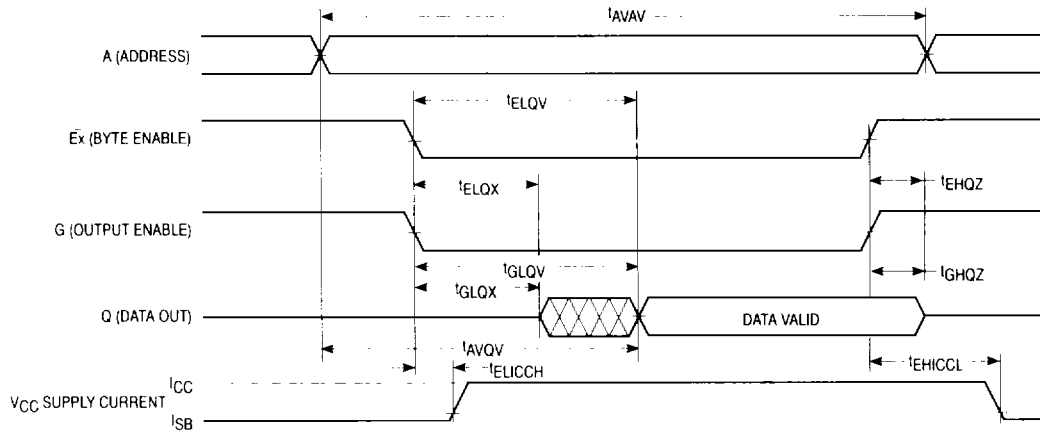 tAVAV
A (ADDRESS)
tELQV
Ēx (BYTE ENABLE)
tELQX
tEHQZ
G (OUTPUT ENABLE)
tGLQV
tGHQZ
tGLQX
Q (DATA OUT)
DATA VALID
tAVQV
tELICCH
tEHICCL
ICC
VCC SUPPLY CURRENT
ISB